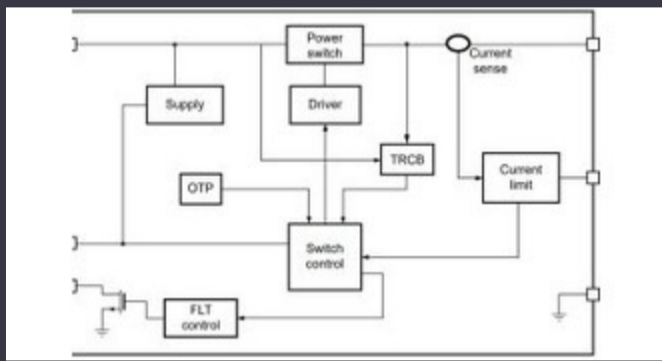 Power
switch
Current
sense
Supply
Driver
TRCB
Current
limit
OTP
Switch
control
FLT
control